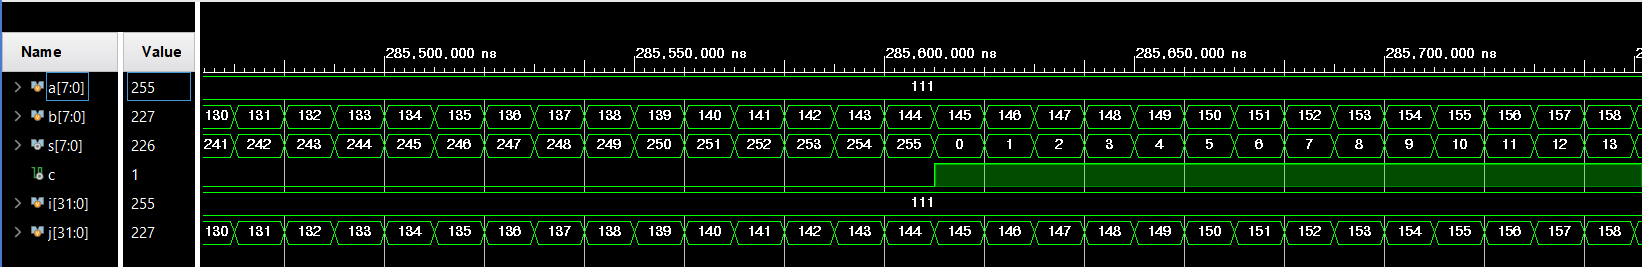 Name Value 285,500.000 ns 285,550.000 ns 285,600.000 ns 285,650.000 ns 285,700.000 ns
a[7:0] 255 111
b[7:0] 227 130 131 132 133 134 135 136 137 138 139 140 141 142 143 144 145 146 147 148 149 150 151 152 153 154 155 156 157 158
s[7:0] 226 241 242 243 244 245 246 247 248 249 250 251 252 253 254 255 0 1 2 3 4 5 6 7 8 9 10 11 12 13
c 1
i[31:0] 255 111
j[31:0] 227 130 131 132 133 134 135 136 137 138 139 140 141 142 143 144 145 146 147 148 149 150 151 152 153 154 155 156 157 158